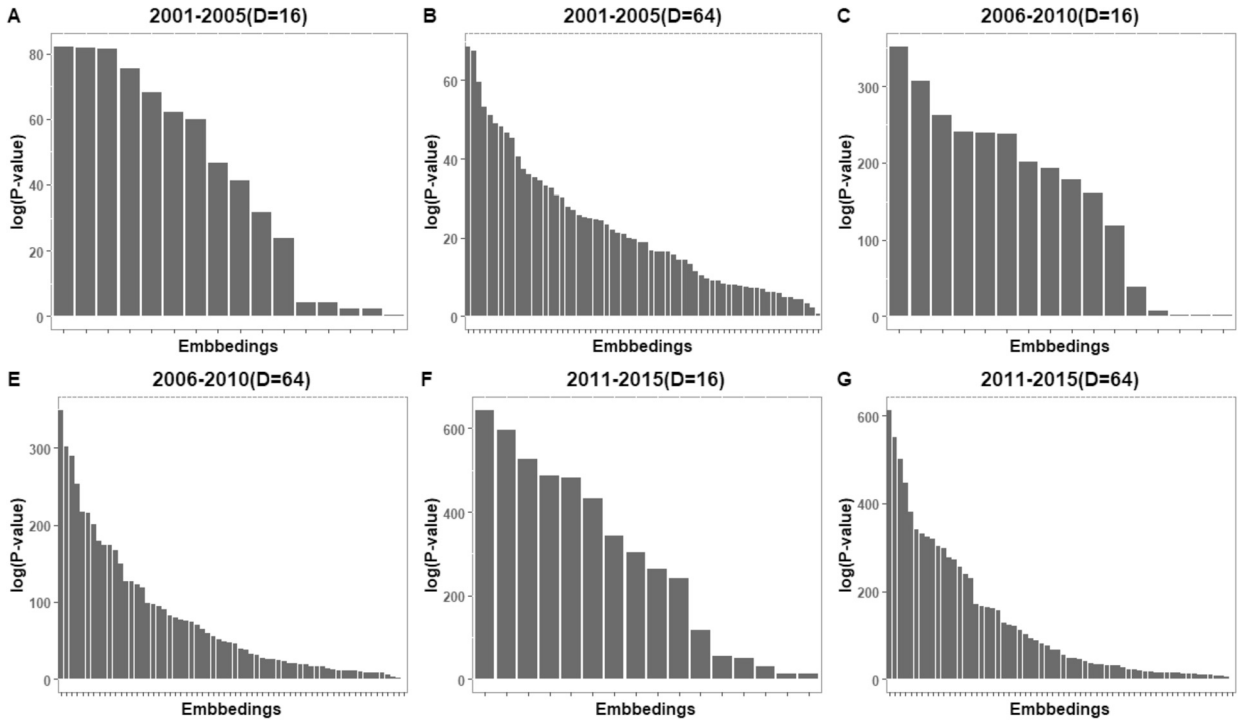 A 2001-2005(D=16)
80
60
40
20
0
log(P-value)
Embbedings
B 2001-2005(D=64)
60
40
20
0
log(P-value)
Embbedings
C 2006-2010(D=16)
300
200
100
0
log(P-value)
Embbedings
E 2006-2010(D=64)
300
200
100
0
log(P-value)
Embbedings
F 2011-2015(D=16)
600
400
200
0
log(P-value)
Embbedings
G 2011-2015(D=64)
600
400
200
0
log(P-value)
Embbedings